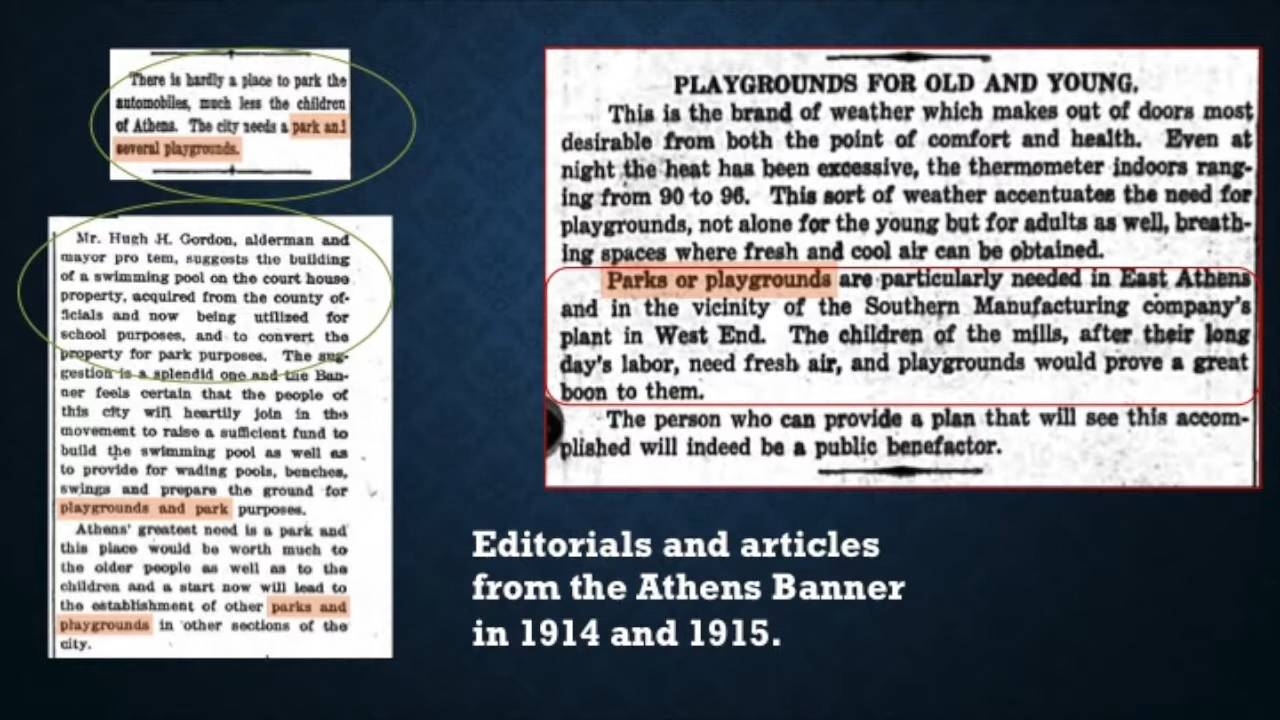 There is hardly a place to park the
automobiles, much less the children
of Athens. The city needs a park and
several playgrounds.
Mr. Hugh H. Gordon, alderman and
mayor pro tem, suggests the building
of a swimming pool on the court house
property, acquired from the county of-
ficials and now being utilized for
school purposes, and to convert the
property for park purposes. The sug-
gestion is a splendid one and the Ban-
ner feels certain that the people of
this city will heartily join in the
movement to raise a sufficient fund to
build the swimming pool as well as
to provide for wading pools, benches,
swings and prepare the ground for
playgrounds and park purposes.
Athens' greatest need is a park and
this place would be worth much to
the older people as well as to the
children and a start now will lead to
the establishment of other parks and
playgrounds in other sections of the
city.
PLAYGROUNDS FOR OLD AND YOUNG.
This is the brand of weather which makes out of doors most
desirable from both the point of comfort and health. Even at
night the heat has been excessive, the thermometer indoors rang-
ing from 90 to 96. This sort of weather accentuates the need for
playgrounds, not alone for the young but for adults as well, breath-
ing spaces where fresh and cool air can be obtained.
Parks or playgrounds are particularly needed in East Athens
and in the vicinity of the Southern Manufacturing company's
plant in West End. The children of the mills, after their long
day's labor, need fresh air, and playgrounds would prove a great
boon to them.
The person who can provide a plan that will see this accom-
plished will indeed be a public benefactor.
Editorials and articles
from the Athens Banner
in 1914 and 1915.